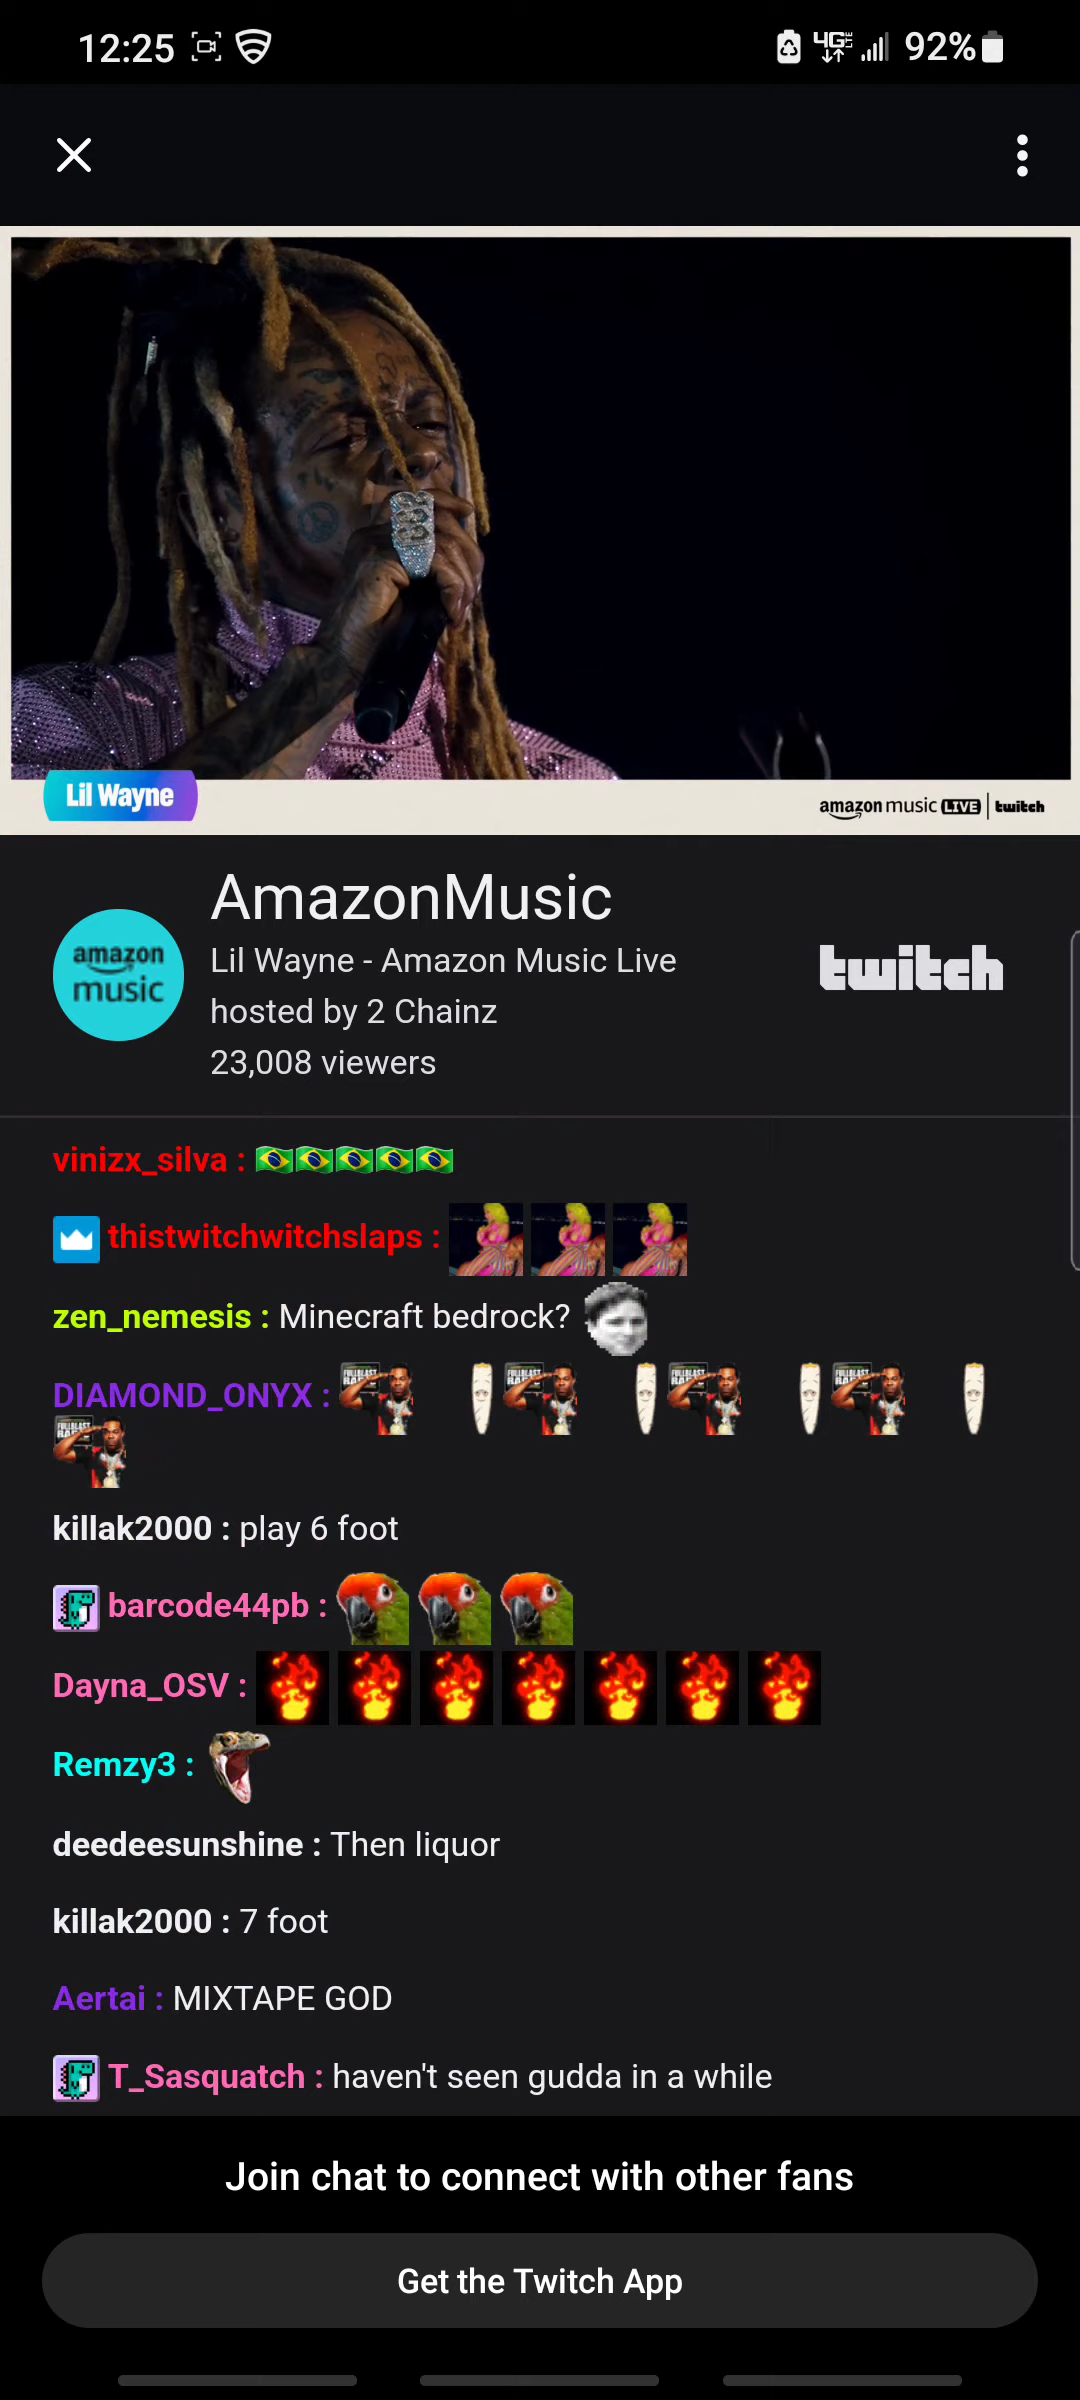 12:25
4G LTE 92%
Lil Wayne
amazon music LIVE | twitch
AmazonMusic
amazon music
Lil Wayne - Amazon Music Live
hosted by 2 Chainz
23,008 viewers
twitch
vinizx_silva : 🇧🇷🇧🇷🇧🇷🇧🇷🇧🇷
thistwitchwitchslaps :
zen_nemesis : Minecraft bedrock?
DIAMOND_ONYX :
killak2000 : play 6 foot
barcode44pb :
Dayna_OSV :
Remzy3 :
deedeesunshine : Then liquor
killak2000 : 7 foot
Aertai : MIXTAPE GOD
T_Sasquatch : haven't seen gudda in a while
Join chat to connect with other fans
Get the Twitch App